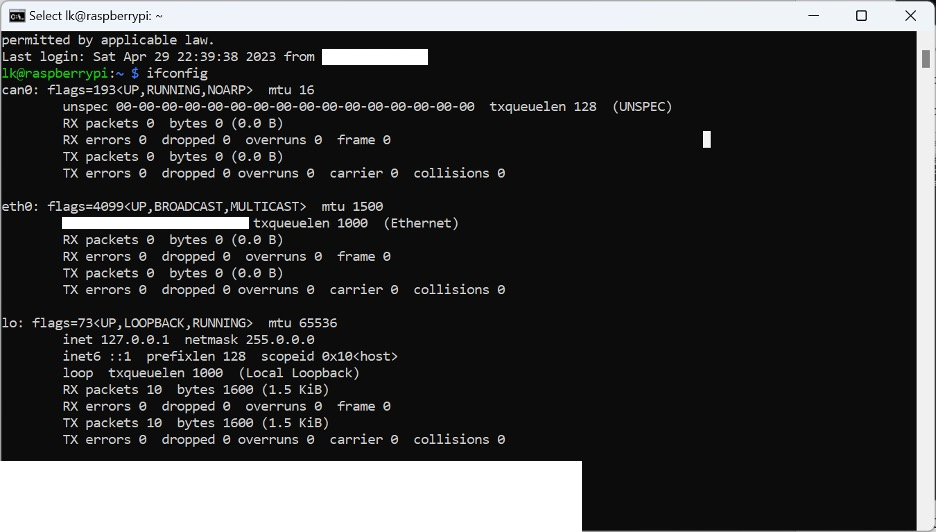 Select lk@raspberrypi: ~
permitted by applicable law.
Last login: Sat Apr 29 22:39:38 2023 from
lk@raspberrypi:~ $ ifconfig
can0: flags=193<UP,RUNNING,NOARP>  mtu 16
        unspec 00-00-00-00-00-00-00-00-00-00-00-00-00-00-00-00  txqueuelen 128  (UNSPEC)
        RX packets 0  bytes 0 (0.0 B)
        RX errors 0  dropped 0  overruns 0  frame 0
        TX packets 0  bytes 0 (0.0 B)
        TX errors 0  dropped 0 overruns 0  carrier 0  collisions 0
eth0: flags=4099<UP,BROADCAST,MULTICAST>  mtu 1500
        txqueuelen 1000  (Ethernet)
        RX packets 0  bytes 0 (0.0 B)
        RX errors 0  dropped 0  overruns 0  frame 0
        TX packets 0  bytes 0 (0.0 B)
        TX errors 0  dropped 0 overruns 0  carrier 0  collisions 0
lo: flags=73<UP,LOOPBACK,RUNNING>  mtu 65536
        inet 127.0.0.1  netmask 255.0.0.0
        inet6 ::1  prefixlen 128  scopeid 0x10<host>
        loop  txqueuelen 1000  (Local Loopback)
        RX packets 10  bytes 1600 (1.5 KiB)
        RX errors 0  dropped 0  overruns 0  frame 0
        TX packets 10  bytes 1600 (1.5 KiB)
        TX errors 0  dropped 0 overruns 0  carrier 0  collisions 0